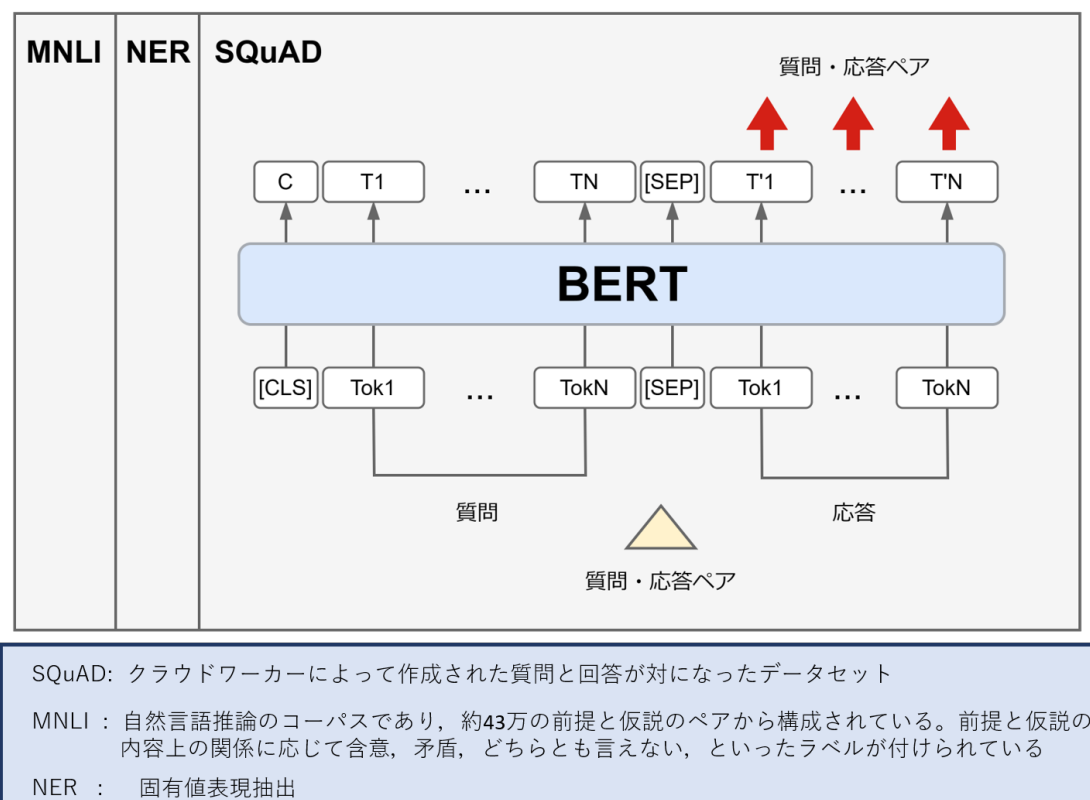 MNLI NER SQuAD
質問・応答ペア
C T1 ... TN [SEP] T'1 ... T'N
BERT
[CLS] Tok1 ... TokN [SEP] Tok1 ... TokN
質問 応答
質問・応答ペア
SQuAD: クラウドワーカーによって作成された質問と回答が対になったデータセット
MNLI : 自然言語推論のコーパスであり，約43万の前提と仮説のペアから構成されている。前提と仮説の
内容上の関係に応じて含意，矛盾，どちらとも言えない，といったラベルが付けられている
NER : 固有値表現抽出